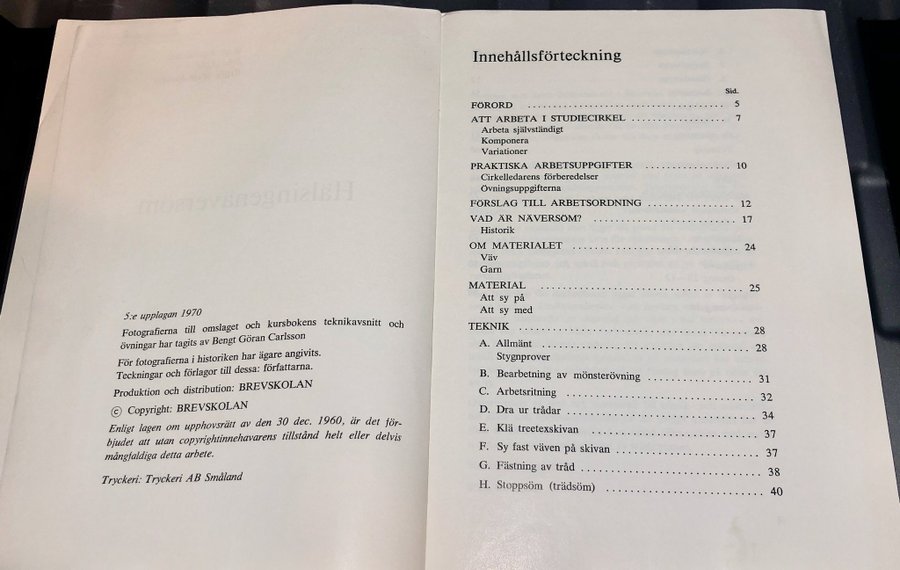 5:e upplagan 1970
Fotografierna till omslaget och kursbokens teknikavsnitt och
övningar har tagits av Bengt Göran Carlsson
För fotografierna i historiken har ägare angivits.
Teckningar och förlagor till dessa: författarna.
Produktion och distribution: BREVSKOLAN
© Copyright: BREVSKOLAN
Enligt lagen om upphovsrätt av den 30 dec. 1960, är det för-
bjudet att utan copyrightinnehavarens tillstånd helt eller delvis
mångfaldiga detta arbete.
Tryckeri: Tryckeri AB Småland
Innehållsförteckning
Sid.
FÖRORD ........................................ 5
ATT ARBETA I STUDIECIRKEL .................... 7
Arbeta självständigt
Komponera
Variationer
PRAKTISKA ARBETSUPPGIFTER .................. 10
Cirkelledarens förberedelser
Övningsuppgifterna
FÖRSLAG TILL ARBETSORDNING .................. 12
VAD ÄR NÄVERSÖM? ............................ 17
Historik
OM MATERIALET ................................ 24
Väv
Garn
MATERIAL ...................................... 25
Att sy på
Att sy med
TEKNIK ........................................ 28
A. Allmänt .................................... 28
Stygnprover
B. Bearbetning av mönsterövning .................. 31
C. Arbetsritning ................................ 32
D. Dra ur trådar ................................ 34
E. Klä treetexskivan ............................ 37
F. Sy fast väven på skivan ...................... 37
G. Fästning av tråd ............................ 38
H. Stoppsöm (trädsöm) .......................... 40